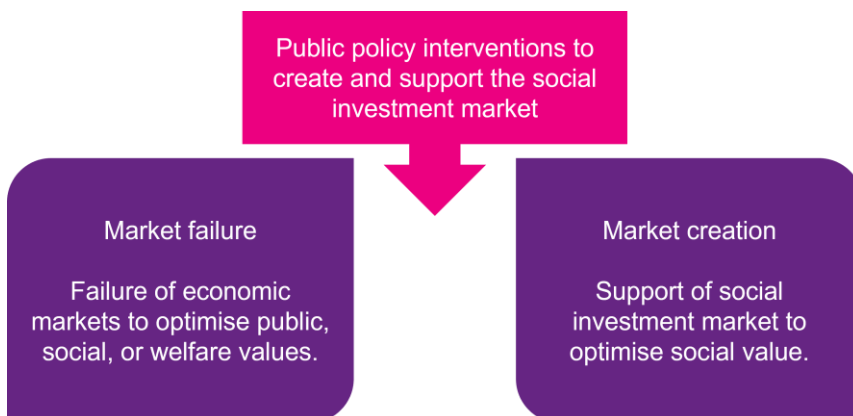 Public policy interventions to
create and support the social
investment market
Market failure
Failure of economic
markets to optimise public,
social, or welfare values.
Market creation
Support of social
investment market to
optimise social value.